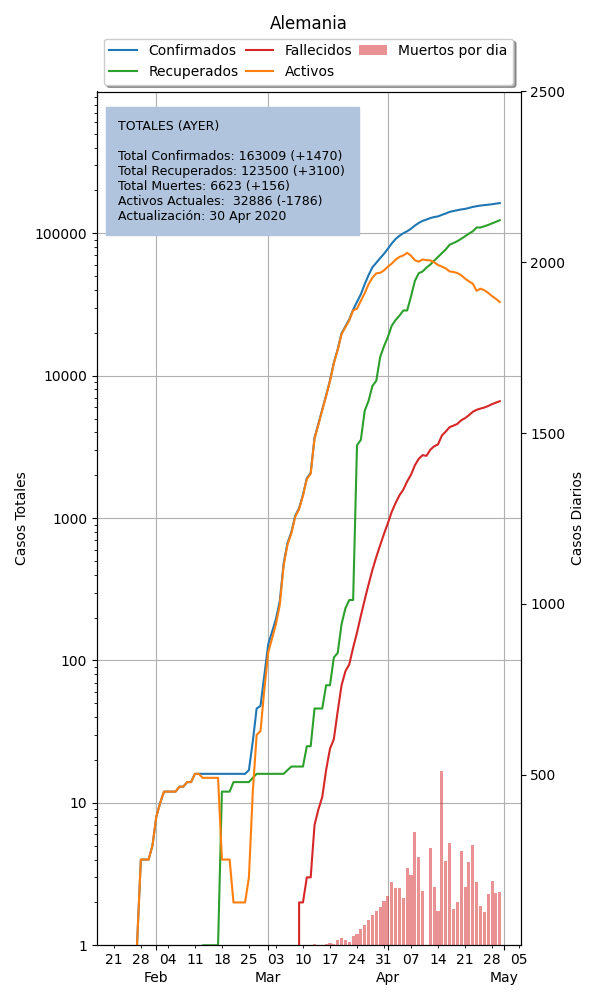 Alemania
Confirmados Fallecidos Muertos por dia
Recuperados Activos
TOTALES (AYER)
Total Confirmados: 163009 (+1470)
Total Recuperados: 123500 (+3100)
Total Muertes: 6623 (+156)
Activos Actuales:  32886 (-1786)
Actualización: 30 Apr 2020
100000
10000
1000
100
10
1
Casos Totales
2500
2000
1500
1000
500
Casos Diarios
21 28 04 11 18 25 03 10 17 24 31 07 14 21 28 05
Feb Mar Apr May